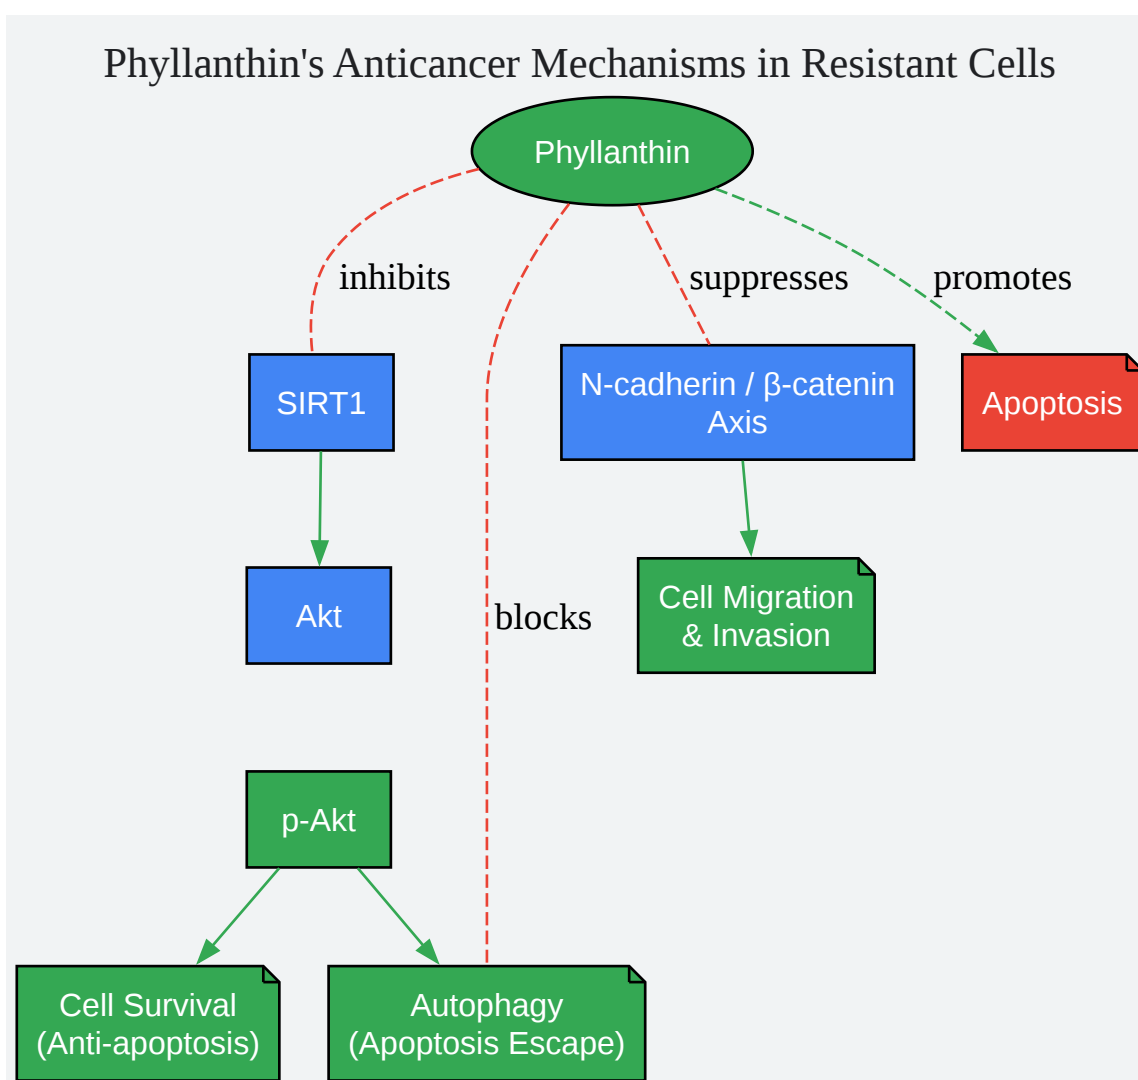 Phyllanthin's Anticancer Mechanisms in Resistant Cells
Phyllanthin
inhibits
suppresses
promotes
SIRT1
N-cadherin / β-catenin
Axis
Apoptosis
Akt
blocks
Cell Migration
& Invasion
p-Akt
Cell Survival
(Anti-apoptosis)
Autophagy
(Apoptosis Escape)